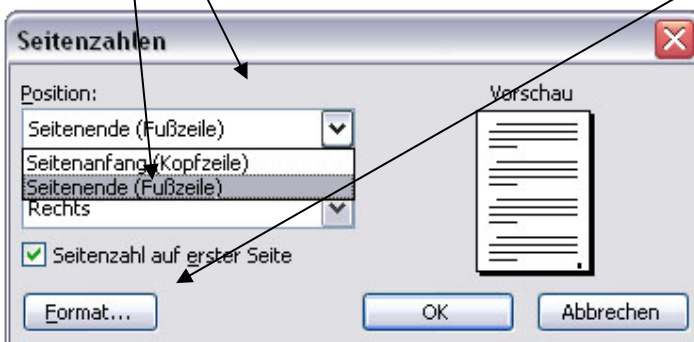 Seitenzahlen
Position:
Vorschau
Seitenende (Fußzeile)
Seitenanfang (Kopfzeile)
Seitenende (Fußzeile)
Rechts
Seitenzahl auf erster Seite
Format...
OK
Abbrechen